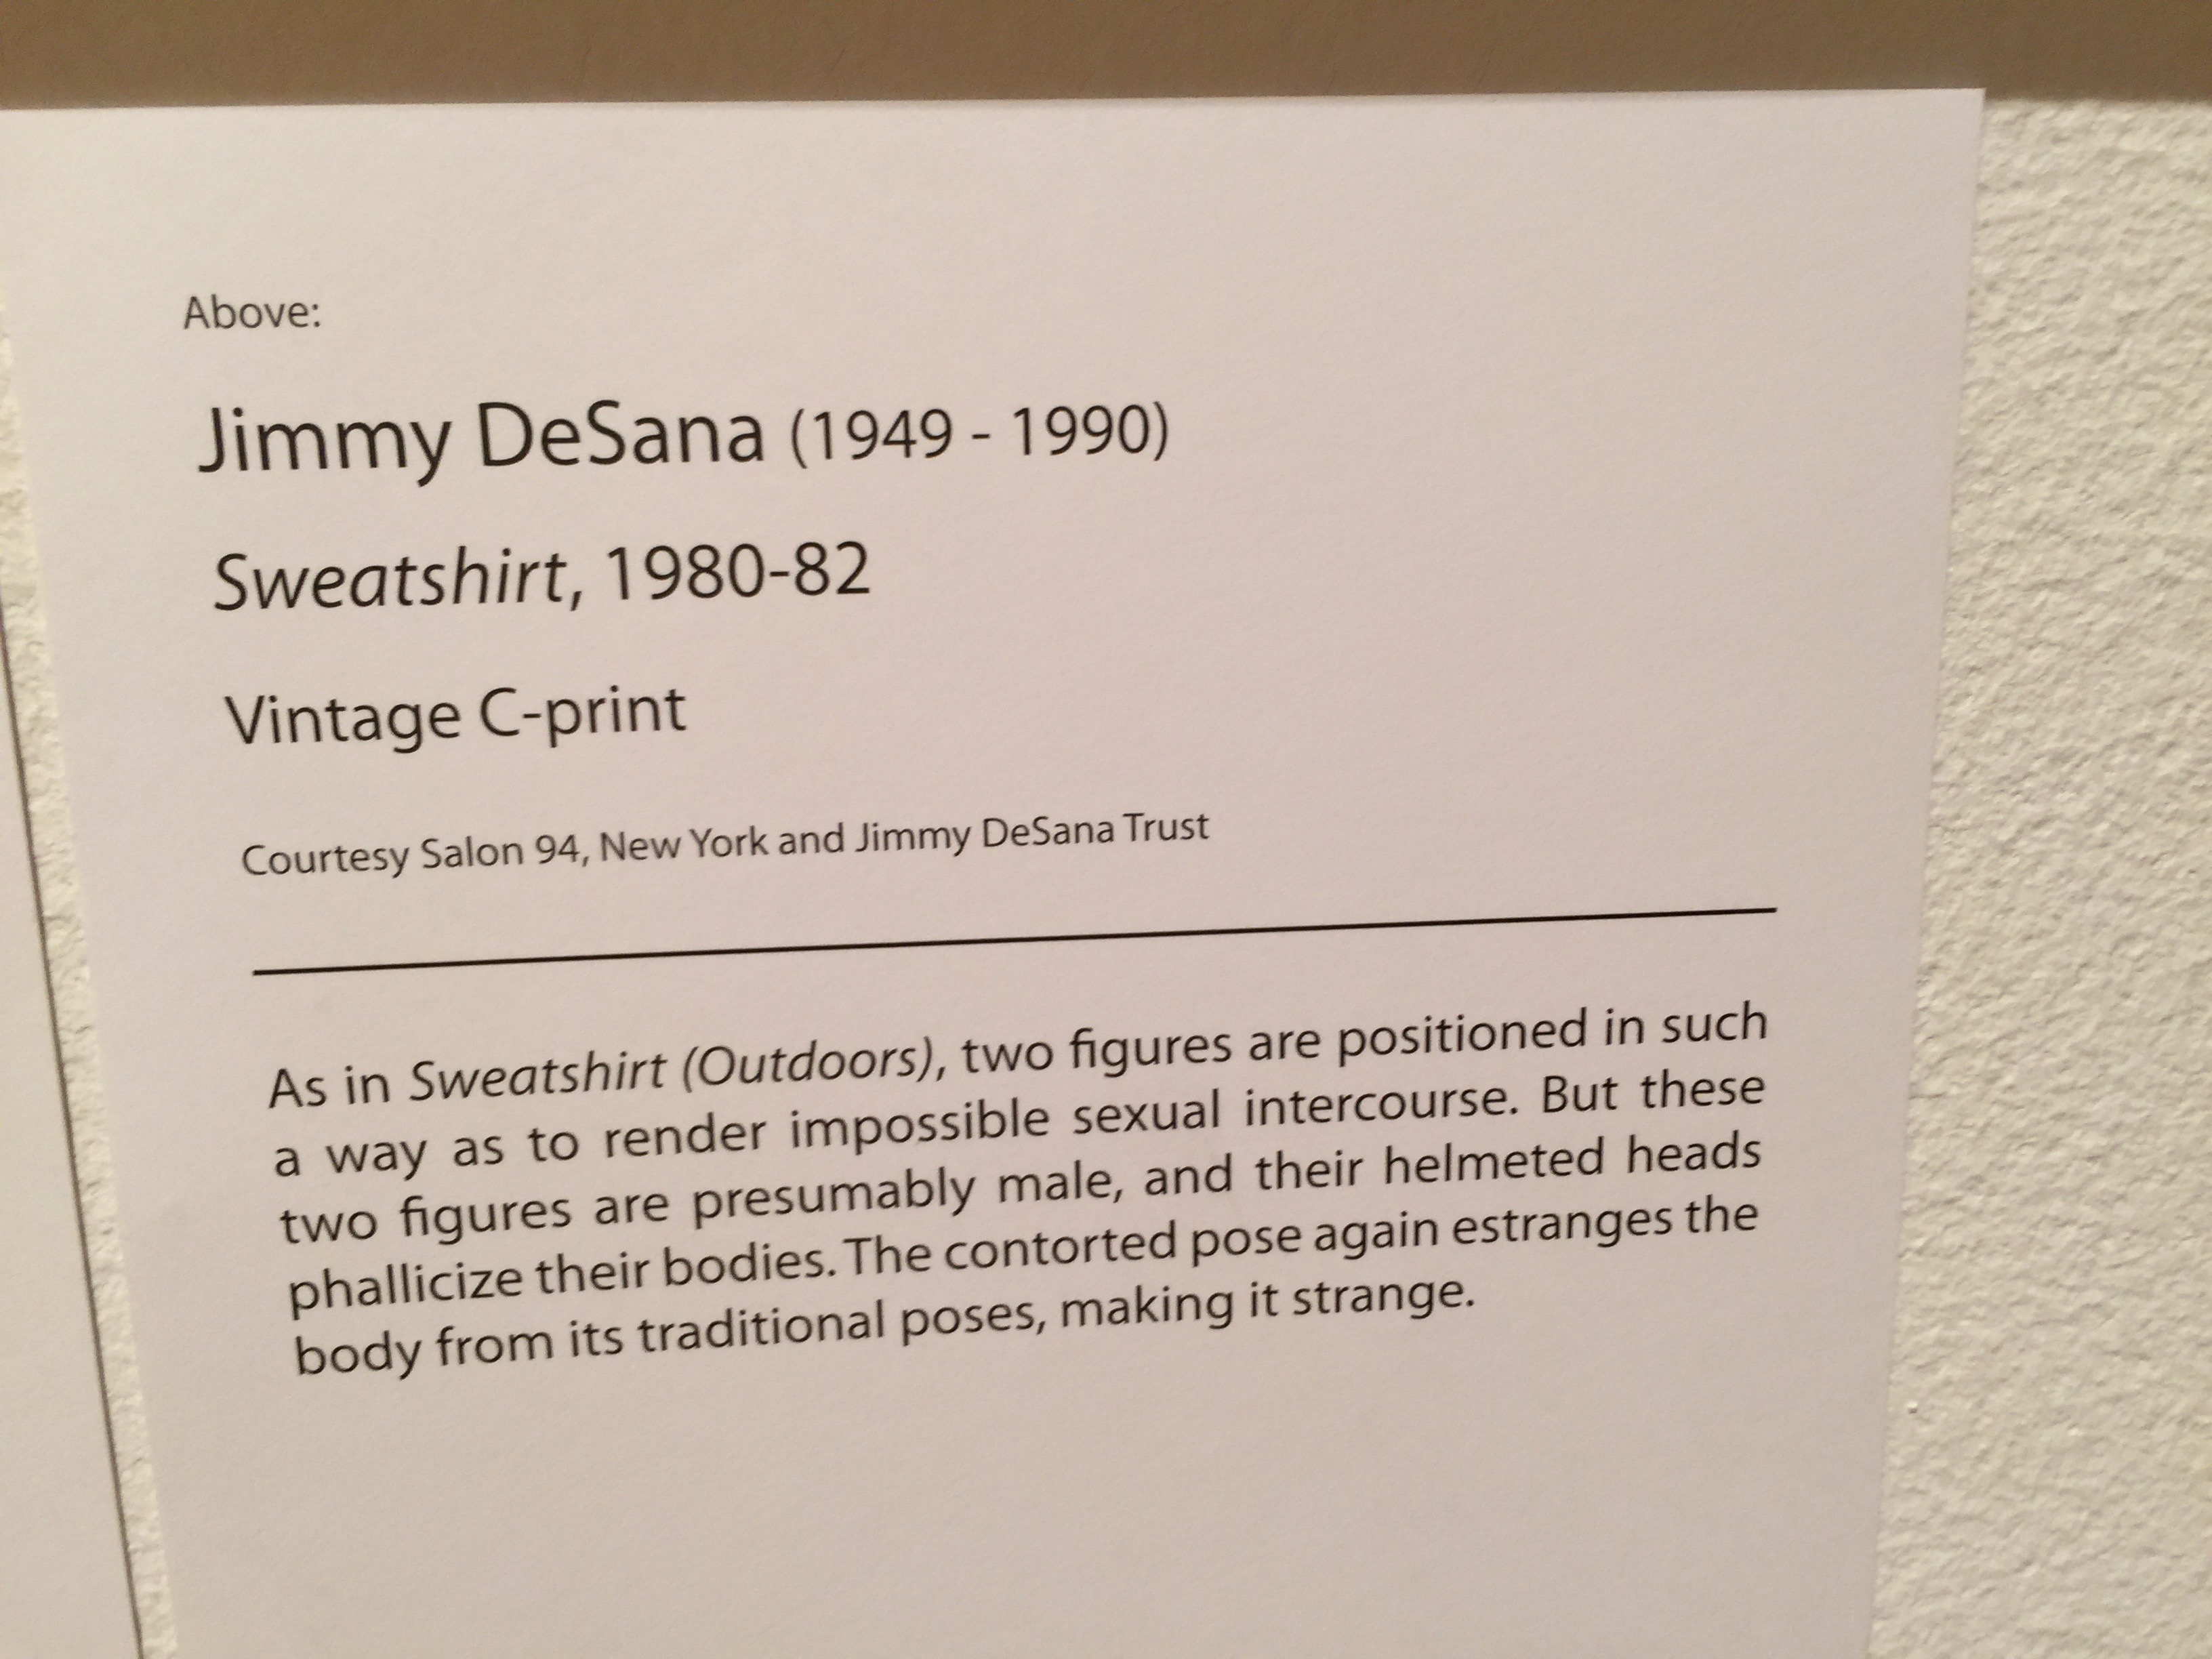 Above:
Jimmy DeSana (1949 - 1990)
Sweatshirt, 1980-82
Vintage C-print
Courtesy Salon 94, New York and Jimmy DeSana Trust
As in Sweatshirt (Outdoors), two figures are positioned in such
a way as to render impossible sexual intercourse. But these
two figures are presumably male, and their helmeted heads
phallicize their bodies. The contorted pose again estranges the
body from its traditional poses, making it strange.